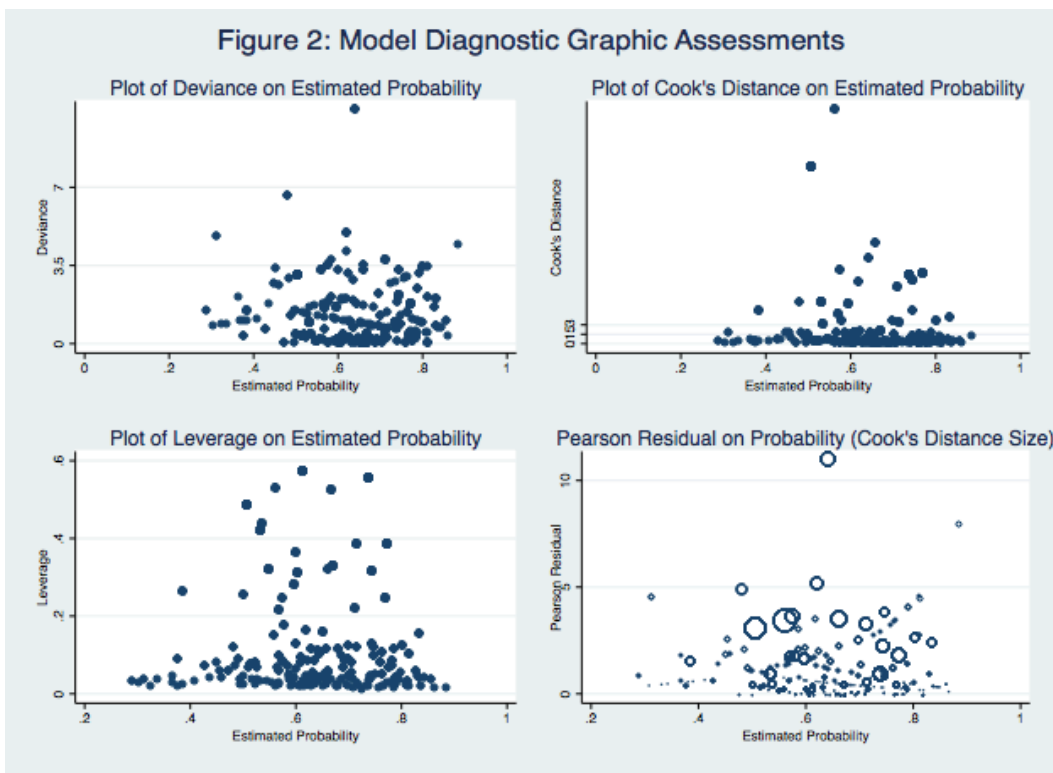 Figure 2: Model Diagnostic Graphic Assessments
Plot of Deviance on Estimated Probability
Deviance
7
3.5
0
0 .2 .4 .6 .8 1
Estimated Probability
Plot of Cook's Distance on Estimated Probability
Cook's Distance
0 .2 .4 .6 .8 1
Estimated Probability
Plot of Leverage on Estimated Probability
Leverage
.6
.4
.2
0
.2 .4 .6 .8 1
Estimated Probability
Pearson Residual on Probability (Cook's Distance Size)
Pearson Residual
10
5
0
.2 .4 .6 .8 1
Estimated Probability